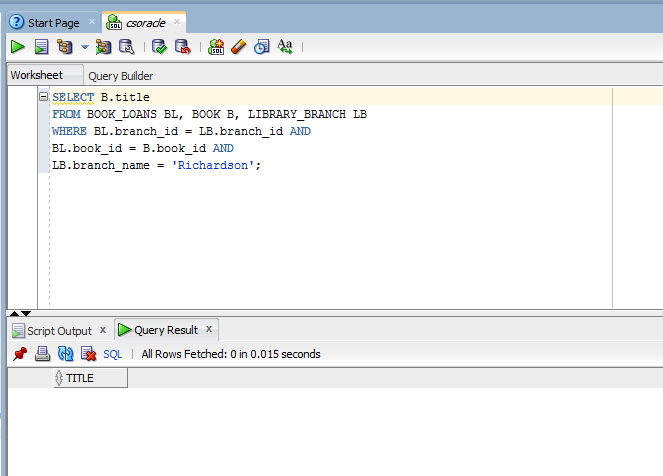 Start Page
csoracle
Worksheet Query Builder
SELECT B.title
FROM BOOK_LOANS BL, BOOK B, LIBRARY_BRANCH LB
WHERE BL.branch_id = LB.branch_id AND
BL.book_id = B.book_id AND
LB.branch_name = 'Richardson';
Script Output x Query Result x
SQL All Rows Fetched: 0 in 0.015 seconds
TITLE